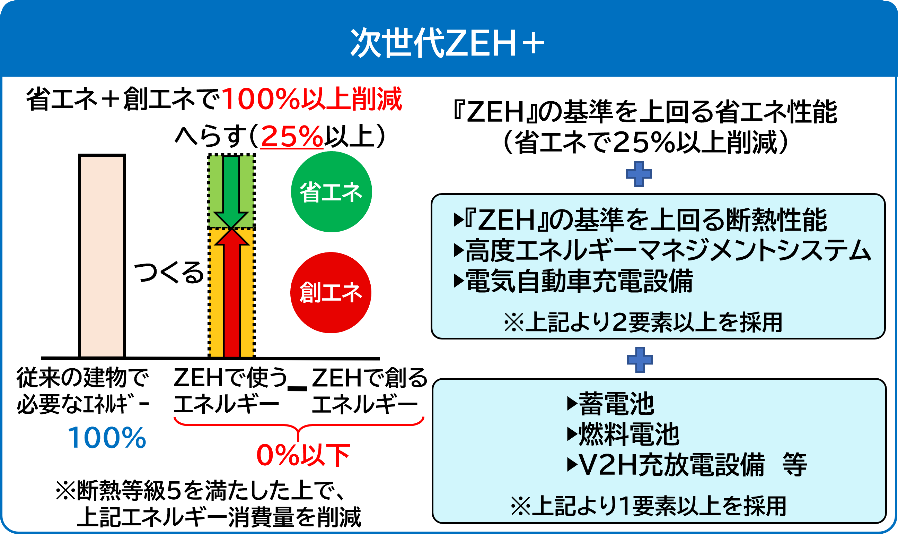 次世代ZEH＋
省エネ＋創エネで100%以上削減
へらす(25%以上)
省エネ
つくる
創エネ
従来の建物で
必要なｴﾈﾙｷﾞｰ
100%
ZEHで使う
エネルギー
ー
ZEHで創る
エネルギー
0%以下
※断熱等級5を満たした上で、
上記エネルギー消費量を削減
『ZEH』の基準を上回る省エネ性能
(省エネで25%以上削減)
▶『ZEH』の基準を上回る断熱性能
▶高度エネルギーマネジメントシステム
▶電気自動車充電設備
※上記より2要素以上を採用
▶蓄電池
▶燃料電池
▶V2H充放電設備　等
※上記より1要素以上を採用